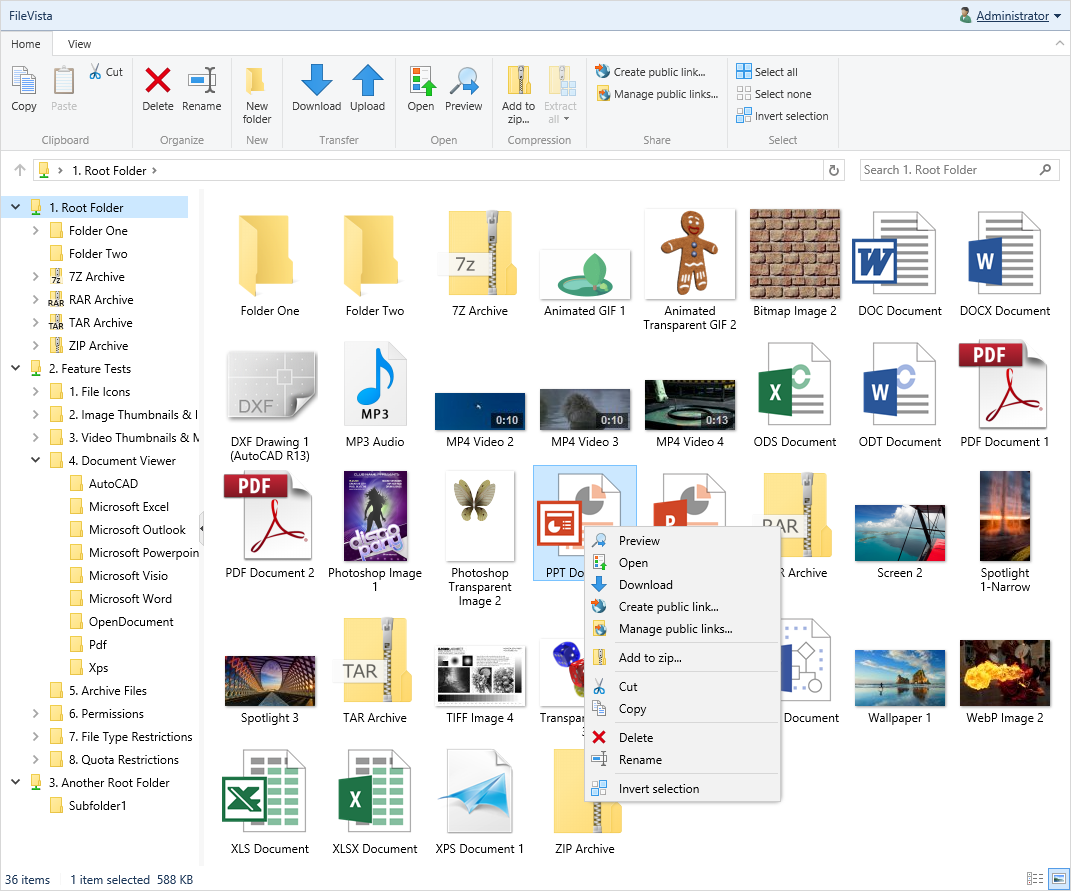 FileVista
Administrator
Home View
Copy
Paste
Cut
Clipboard
Delete
Rename
Organize
New
folder
New
Download
Upload
Transfer
Open
Preview
Open
Add to
zip...
Extract
all
Compression
Create public link...
Manage public links...
Share
Select all
Select none
Invert selection
Select
1. Root Folder
Search 1. Root Folder
1. Root Folder
Folder One
Folder Two
7Z Archive
RAR Archive
TAR Archive
ZIP Archive
2. Feature Tests
1. File Icons
2. Image Thumbnails & I
3. Video Thumbnails & M
4. Document Viewer
AutoCAD
Microsoft Excel
Microsoft Outlook
Microsoft Powerpoin
Microsoft Visio
Microsoft Word
OpenDocument
Pdf
Xps
5. Archive Files
6. Permissions
7. File Type Restrictions
8. Quota Restrictions
3. Another Root Folder
Subfolder1
Folder One
Folder Two
7z
7Z Archive
Animated GIF 1
Animated
Transparent GIF 2
Bitmap Image 2
W
DOC Document
W
DOCX Document
DXF
DXF Drawing 1
(AutoCAD R13)
MP3
MP3 Audio
0:10
MP4 Video 2
0:10
MP4 Video 3
0:13
MP4 Video 4
X
ODS Document
W
ODT Document
PDF
PDF Document 1
PDF
PDF Document 2
disco
party
Photoshop Image
1
Photoshop
Transparent
Image 2
PPT Do
P
RAR
R Archive
Screen 2
Spotlight
1-Narrow
Preview
Open
Download
Create public link...
Manage public links...
Add to zip...
Cut
Copy
Delete
Rename
Invert selection
Spotlight 3
TAR
TAR Archive
TIFF Image 4
Transpar
3
Document
Wallpaper 1
WebP Image 2
X
XLS Document
X
XLSX Document
XPS Document 1
ZIP Archive
36 items 1 item selected 588 KB